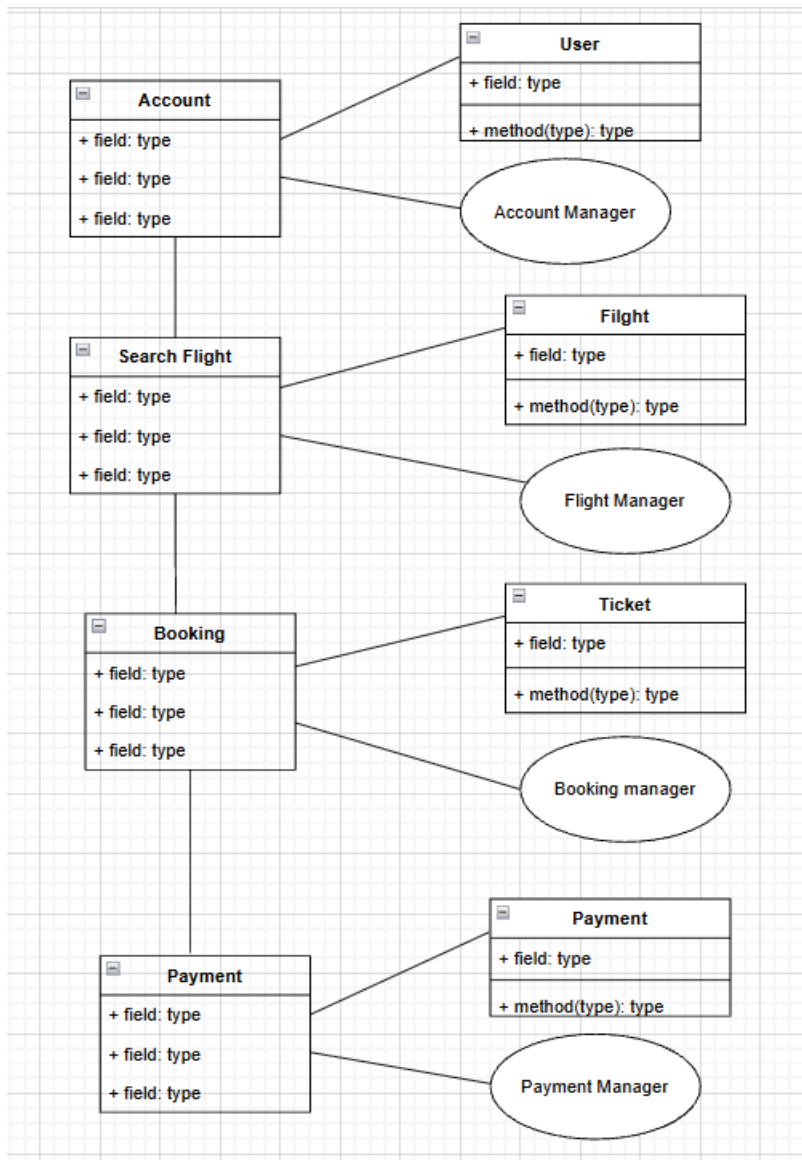 User
+ field: type
+ method(type): type
Account
+ field: type
+ field: type
+ field: type
Account Manager
Filght
+ field: type
+ method(type): type
Search Flight
+ field: type
+ field: type
+ field: type
Flight Manager
Ticket
+ field: type
+ method(type): type
Booking
+ field: type
+ field: type
+ field: type
Booking manager
Payment
+ field: type
+ method(type): type
Payment
+ field: type
+ field: type
+ field: type
Payment Manager